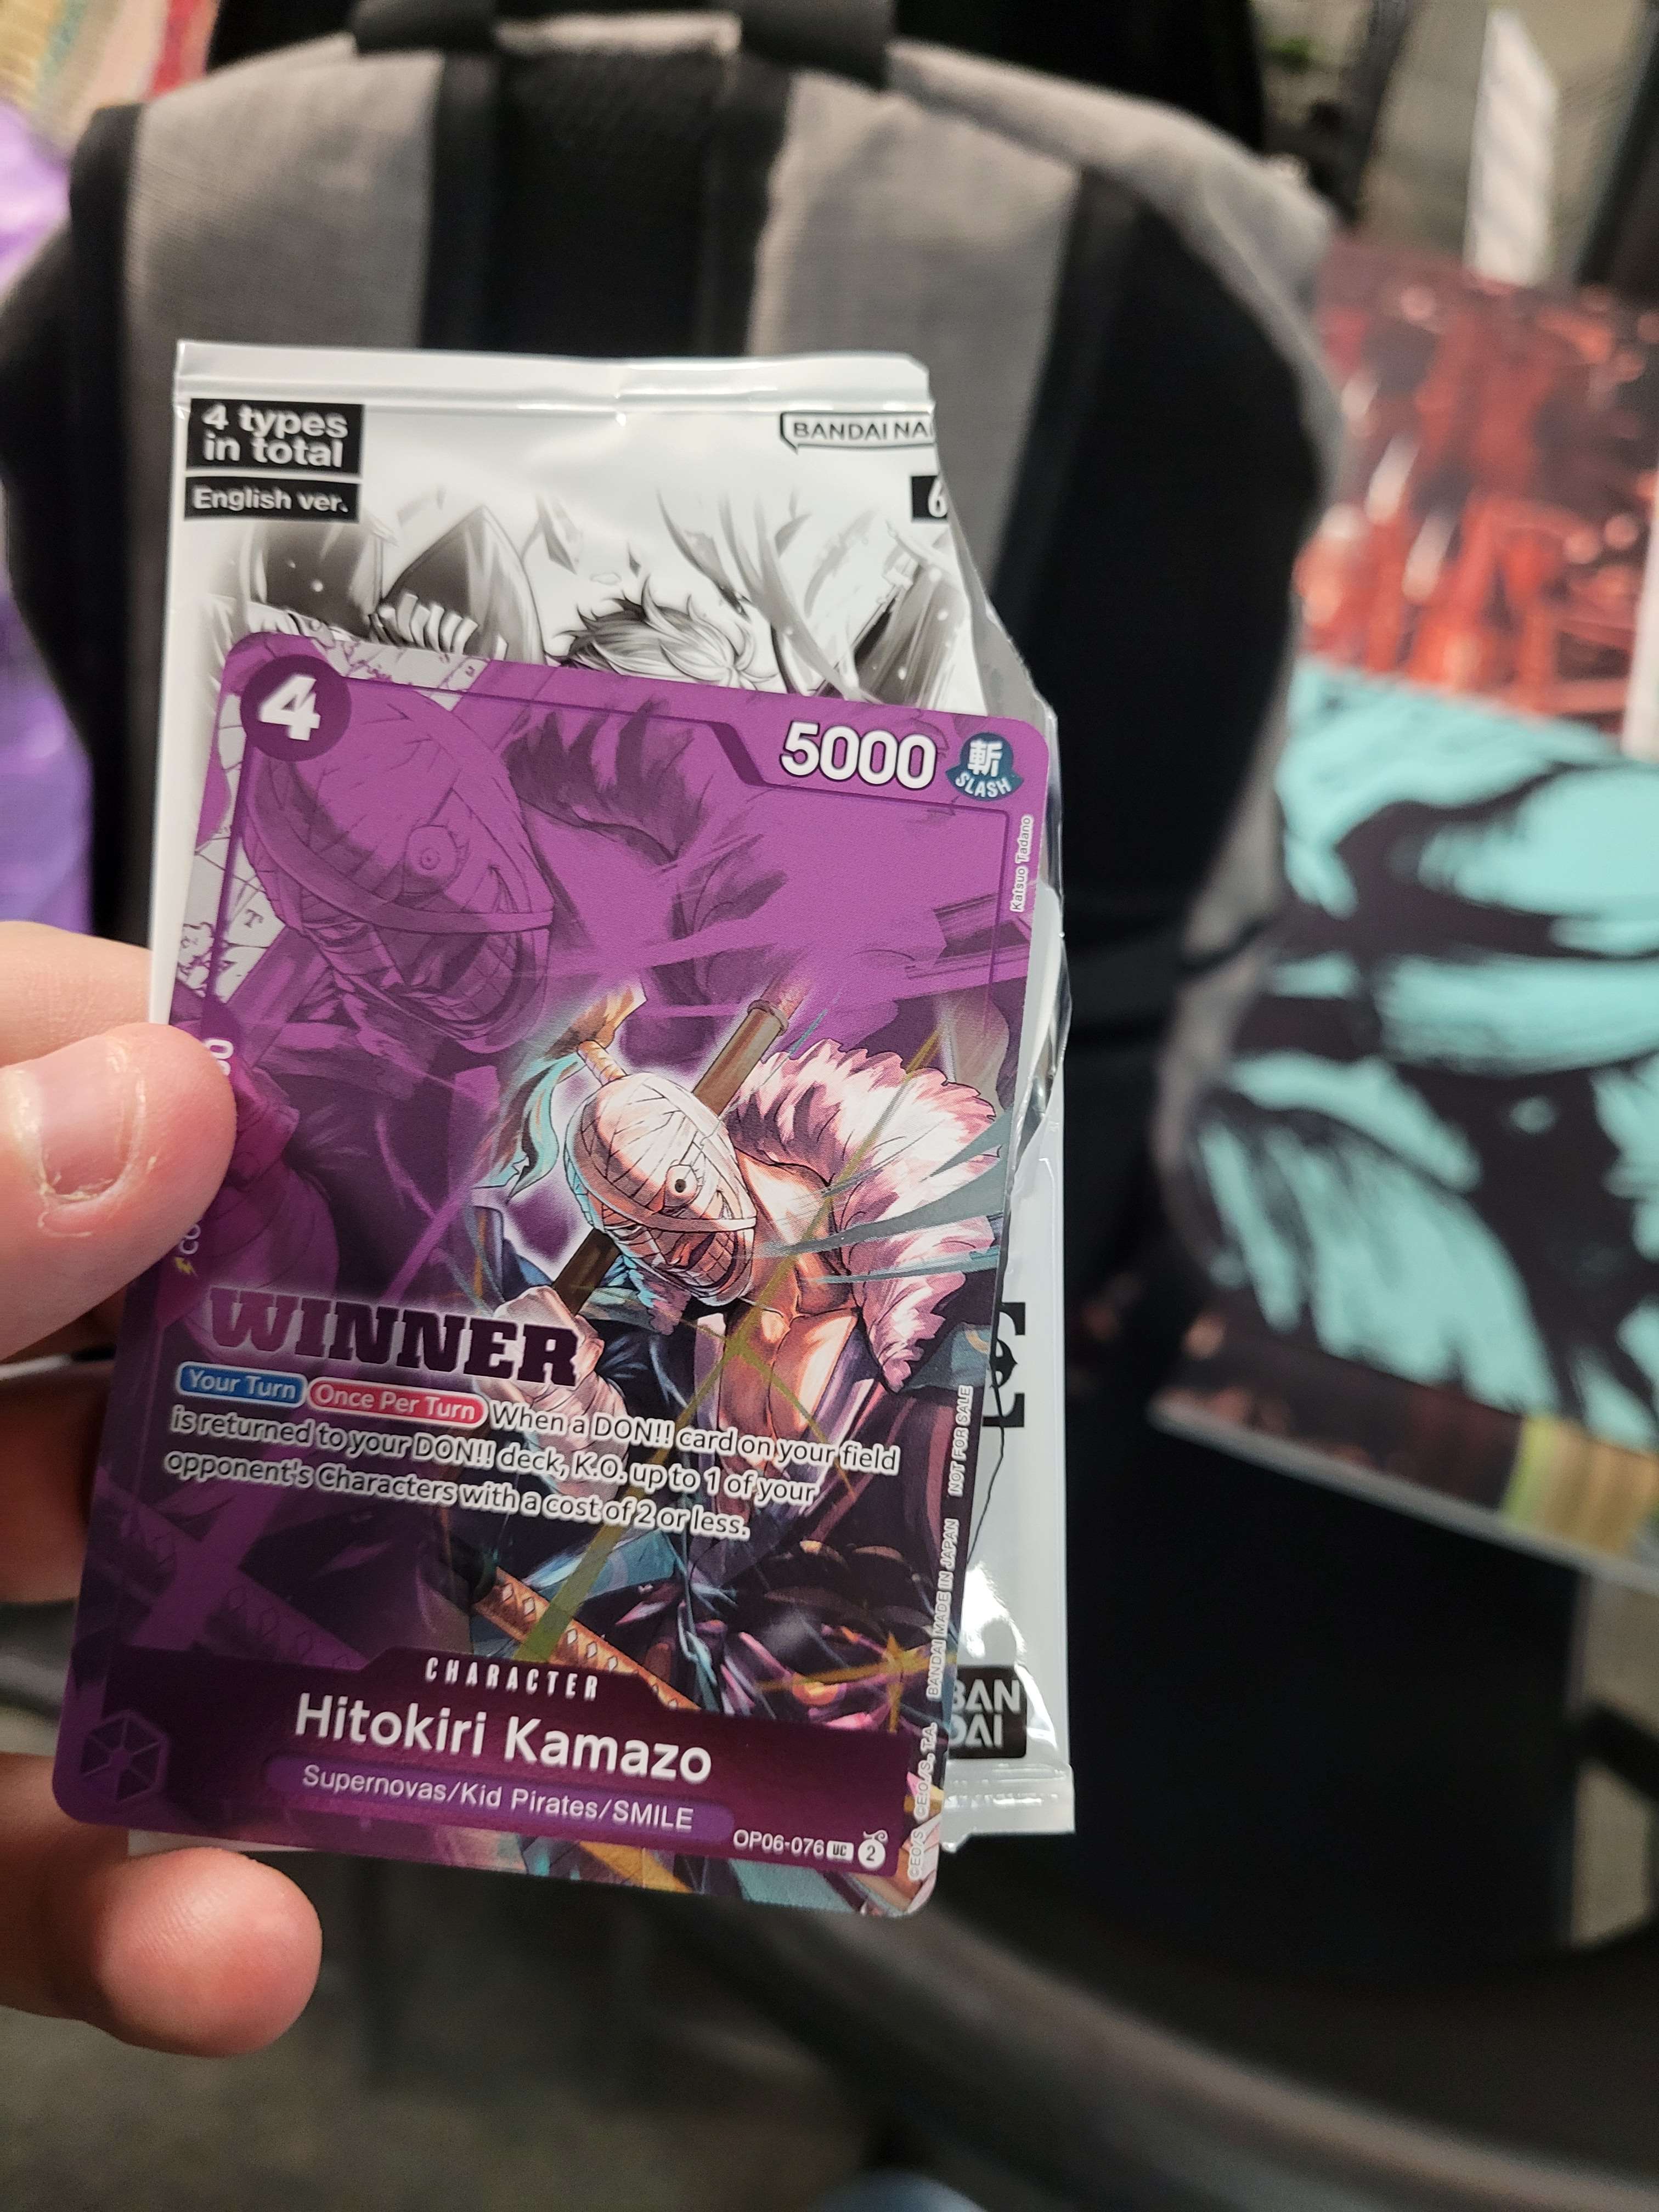 4 types
in total
English ver.
BANDAI NA
6
4
5000
斬
SLASH
Katsuo Tadano
WINNER
Your Turn Once Per Turn When a DON!! card on your field
is returned to your DON!! deck, K.O. up to 1 of your
opponent's Characters with a cost of 2 or less.
CHARACTER
Hitokiri Kamazo
Supernovas/Kid Pirates/SMILE
OP06-076 UC 2
©E.O/S. ©E.O./S.,T.A. BANDAI MADE IN JAPAN NOT FOR SALE
BAN
DAI